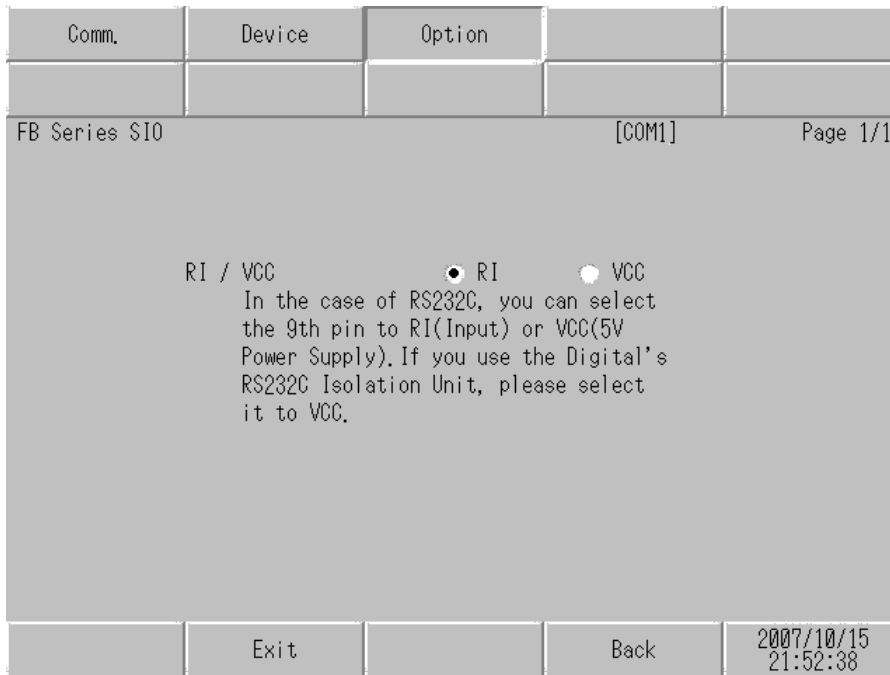 Comm. Device Option
FB Series SIO [COM1] Page 1/1
RI / VCC RI VCC
In the case of RS232C, you can select
the 9th pin to RI(Input) or VCC(5V
Power Supply).If you use the Digital's
RS232C Isolation Unit, please select
it to VCC.
Exit Back 2007/10/15
21:52:38